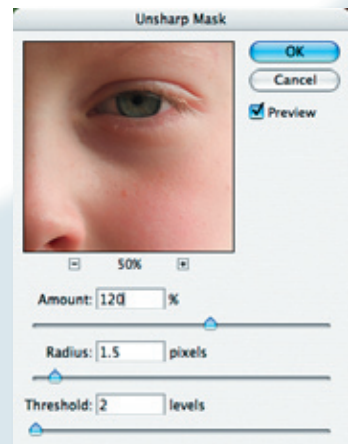 Unsharp Mask
OK
Cancel
Preview
50%
Amount: 120 %
Radius: 1.5 pixels
Threshold: 2 levels